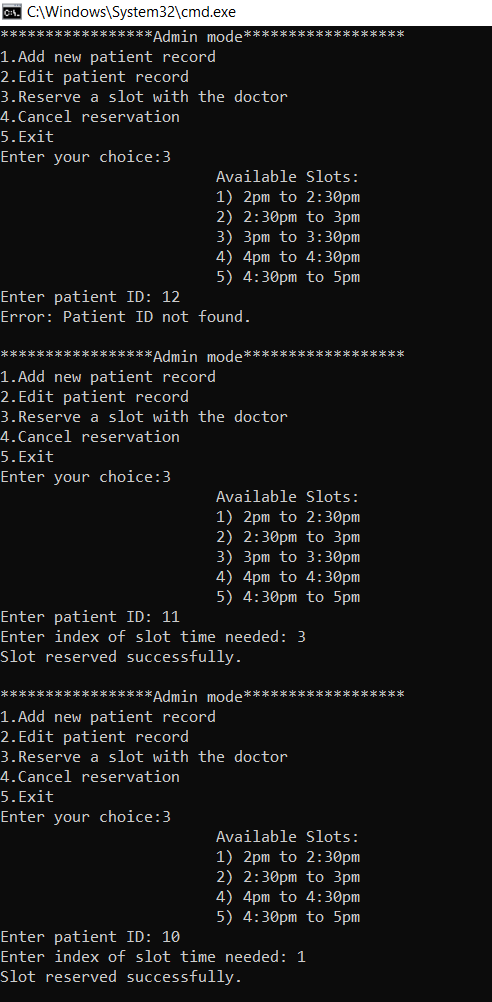 C:\Windows\System32\cmd.exe
*****************Admin mode******************
1.Add new patient record
2.Edit patient record
3.Reserve a slot with the doctor
4.Cancel reservation
5.Exit
Enter your choice:3
Available Slots:
1) 2pm to 2:30pm
2) 2:30pm to 3pm
3) 3pm to 3:30pm
4) 4pm to 4:30pm
5) 4:30pm to 5pm
Enter patient ID: 12
Error: Patient ID not found.
*****************Admin mode******************
1.Add new patient record
2.Edit patient record
3.Reserve a slot with the doctor
4.Cancel reservation
5.Exit
Enter your choice:3
Available Slots:
1) 2pm to 2:30pm
2) 2:30pm to 3pm
3) 3pm to 3:30pm
4) 4pm to 4:30pm
5) 4:30pm to 5pm
Enter patient ID: 11
Enter index of slot time needed: 3
Slot reserved successfully.
*****************Admin mode******************
1.Add new patient record
2.Edit patient record
3.Reserve a slot with the doctor
4.Cancel reservation
5.Exit
Enter your choice:3
Available Slots:
1) 2pm to 2:30pm
2) 2:30pm to 3pm
4) 4pm to 4:30pm
5) 4:30pm to 5pm
Enter patient ID: 10
Enter index of slot time needed: 1
Slot reserved successfully.